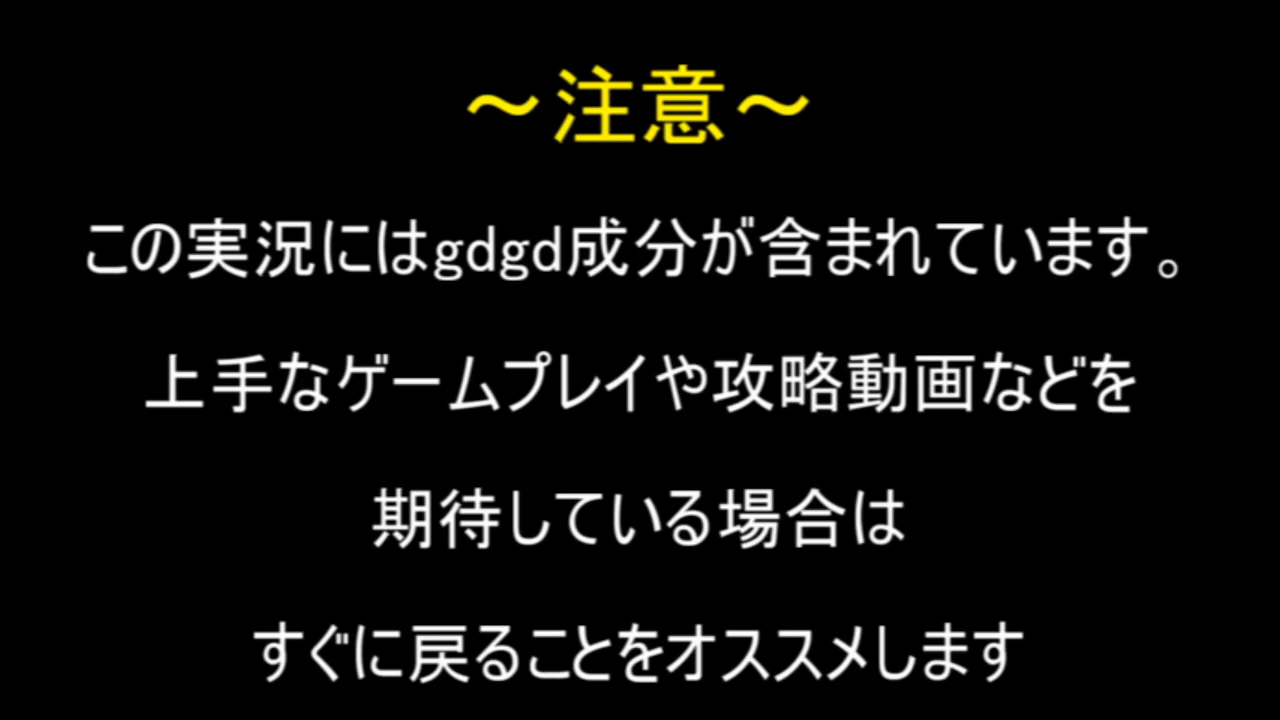 ～注意～
この実況にはgdgd成分が含まれています。
上手なゲームプレイや攻略動画などを
期待している場合は
すぐに戻ることをオススメします